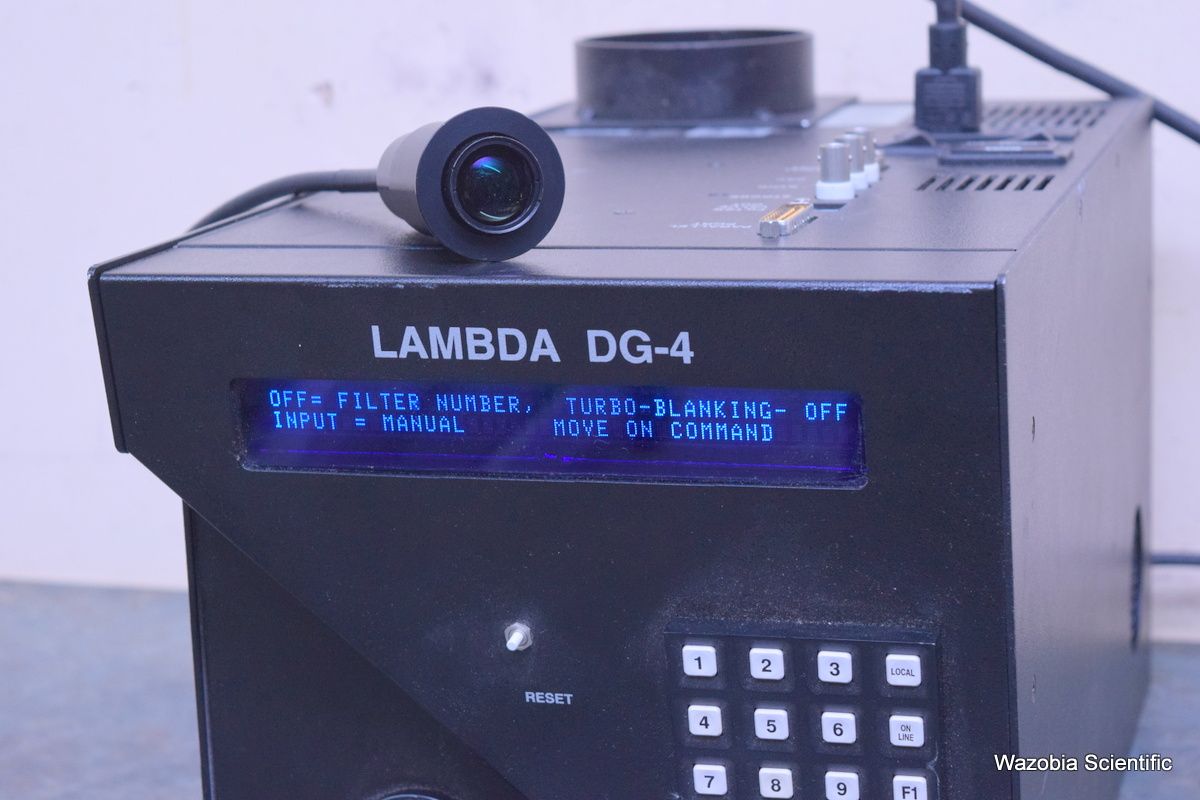 LAMBDA DG-4
OFF= FILTER NUMBER, TURBO-BLANKING- OFF
INPUT = MANUAL MOVE ON COMMAND
RESET
1 2 3 LOCAL
4 5 6 ON LINE
7 8 9 F1
Wazobia Scientific